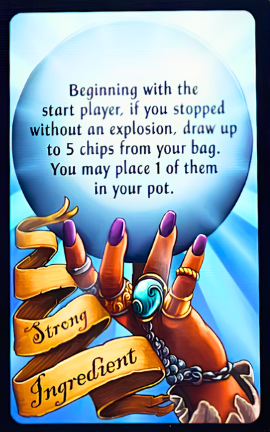 Beginning with the
start player, if you stopped
without an explosion, draw up
to 5 chips from your bag.
You may place 1 of them
in your pot.
Strong
Ingredient